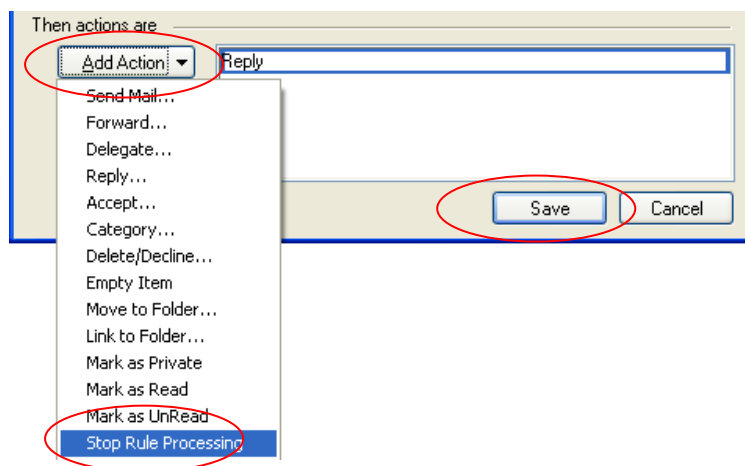 Then actions are
Add Action
Reply
Send Mail...
Forward...
Delegate...
Reply...
Accept...
Category...
Delete/Decline...
Empty Item
Move to Folder...
Link to Folder...
Mark as Private
Mark as Read
Mark as UnRead
Stop Rule Processing
Save
Cancel